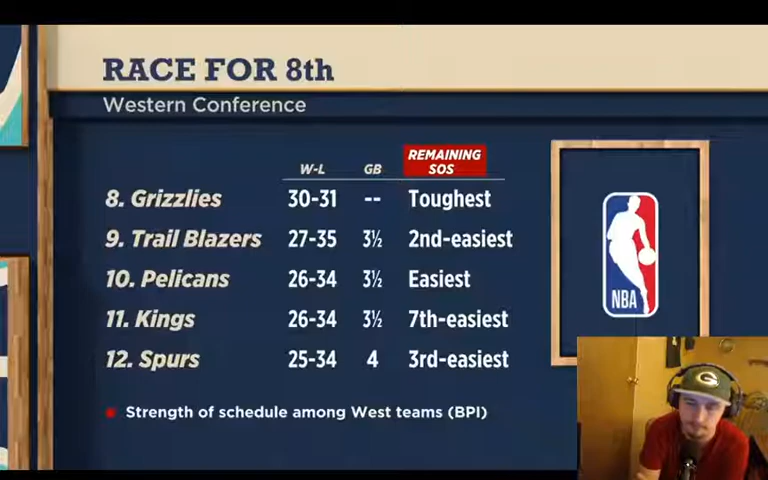 RACE FOR 8th
Western Conference
W-L GB REMAINING SOS
8. Grizzlies 30-31 -- Toughest
9. Trail Blazers 27-35 3½ 2nd-easiest
10. Pelicans 26-34 3½ Easiest
11. Kings 26-34 3½ 7th-easiest
12. Spurs 25-34 4 3rd-easiest
Strength of schedule among West teams (BPI)
NBA
G